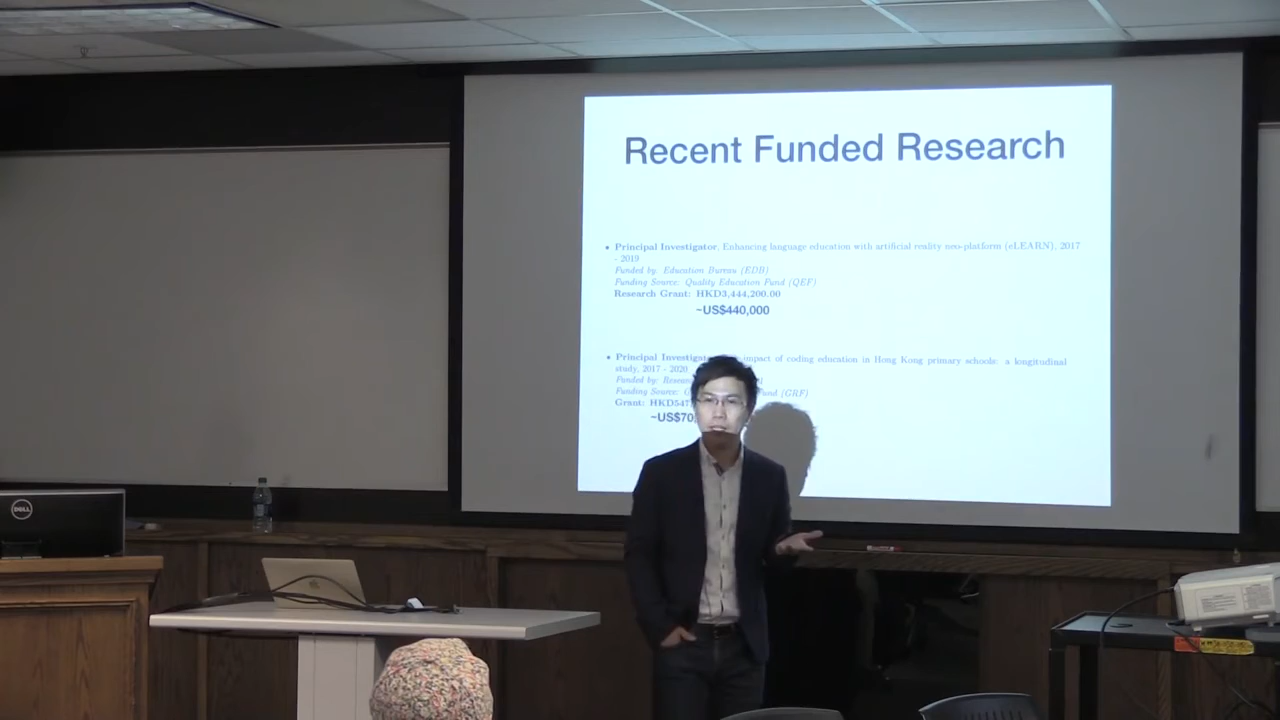 Recent Funded Research
• Principal Investigator. Enhancing language education with artificial reality neo-platform (eLEARN), 2017
- 2019
Funded by: Education Bureau (EDB)
Funding Source: Quality Education Fund (QEF)
Research Grant: HKD3,444,200.00
~US$440,000
• Principal impact of coding education in Hong Kong primary schools: a longitudinal
study, 2017 - 2020
Funded by:
Funding Source: Fund (GRF)
Grant:
DELL